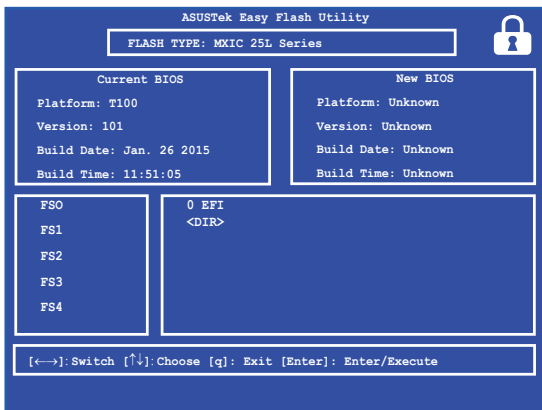 ASUSTek Easy Flash Utility
FLASH TYPE: MXIC 25L Series
Current BIOS
Platform: T100
Version: 101
Build Date: Jan. 26 2015
Build Time: 11:51:05
New BIOS
Platform: Unknown
Version: Unknown
Build Date: Unknown
Build Time: Unknown
FSO
FS1
FS2
FS3
FS4
0 EFI
<DIR>
[←→]: Switch [↑↓]: Choose [q]: Exit [Enter]: Enter/Execute